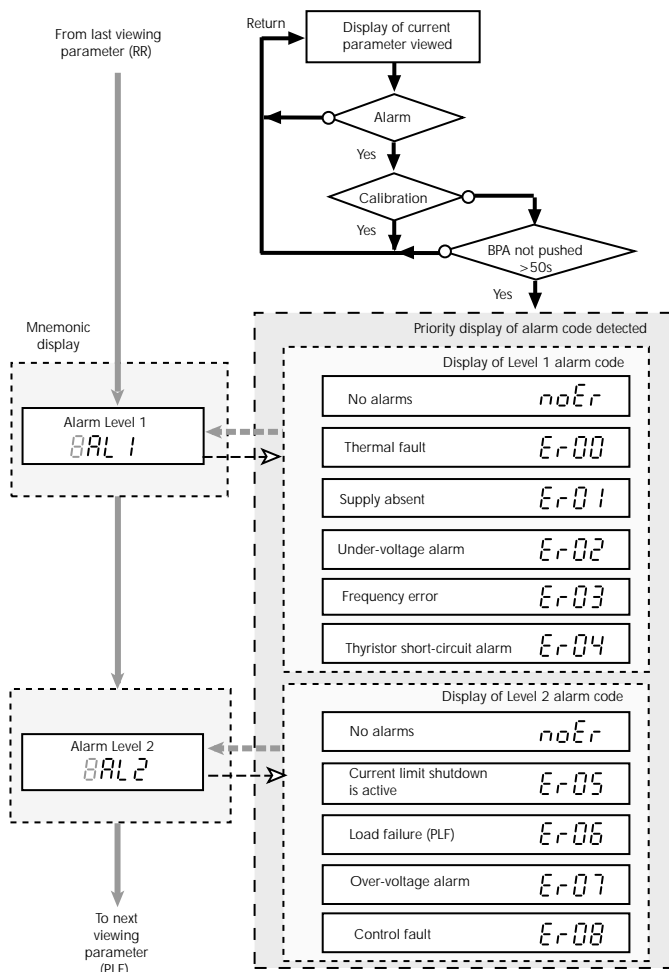 From last viewing
parameter (RR)
Return
Display of current
parameter viewed
Alarm
Yes
Calibration
Yes
BPA not pushed
>50s
Yes
Mnemonic
display
Priority display of alarm code detected
Display of Level 1 alarm code
No alarms noEr
Alarm Level 1
8AL1
Thermal fault Er00
Supply absent Er01
Under-voltage alarm Er02
Frequency error Er03
Thyristor short-circuit alarm Er04
Display of Level 2 alarm code
No alarms noEr
Alarm Level 2
8AL2
Current limit shutdown
is active Er05
Load failure (PLF) Er06
Over-voltage alarm Er07
Control fault Er08
To next
viewing
parameter
(PLF)